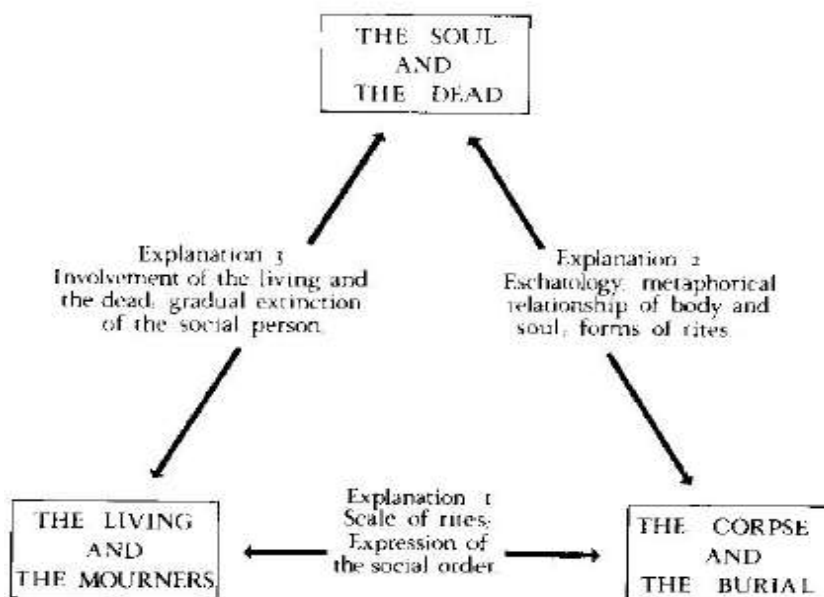 THE SOUL
AND
THE DEAD
Explanation 3
Involvement of the living and
the dead; gradual extinction
of the social person.
Explanation 2
Eschatology; metaphorical
relationship of body and
soul; forms of rites
THE LIVING
AND
THE MOURNERS
Explanation 1
Scale of rites;
Expression of
the social order
THE CORPSE
AND
THE BURIAL